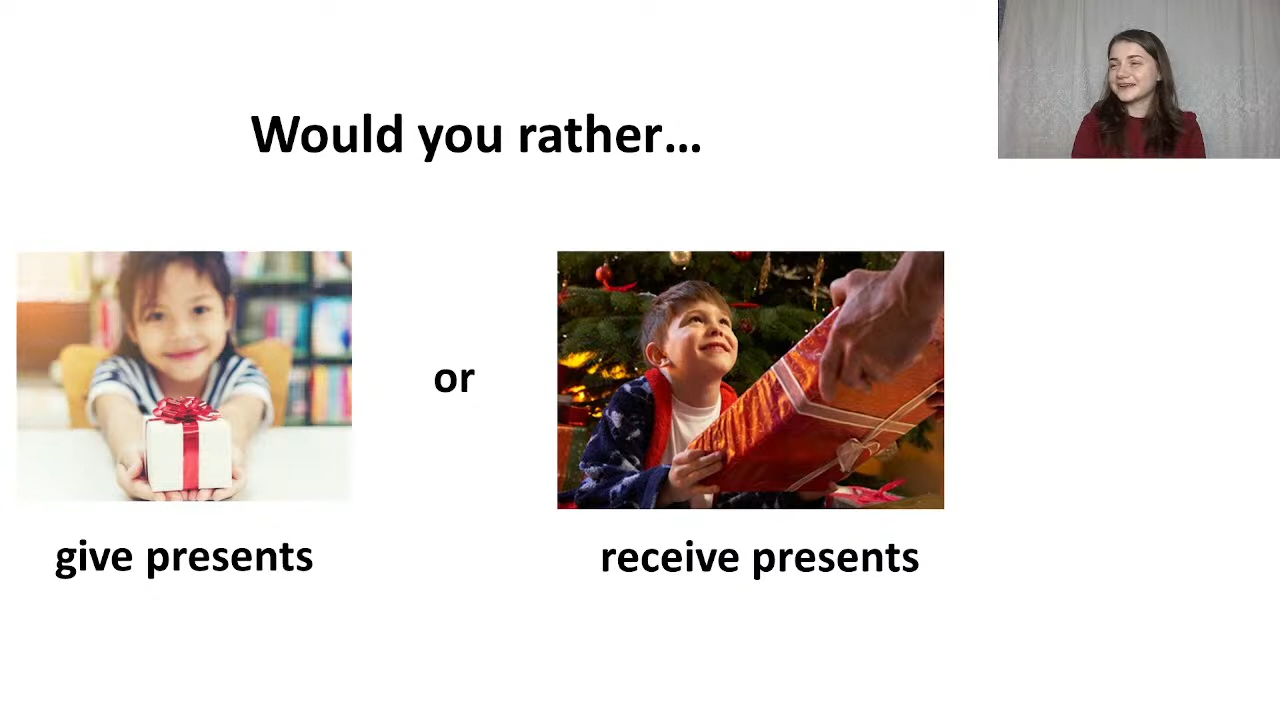 Would you rather…
or
give presents
receive presents